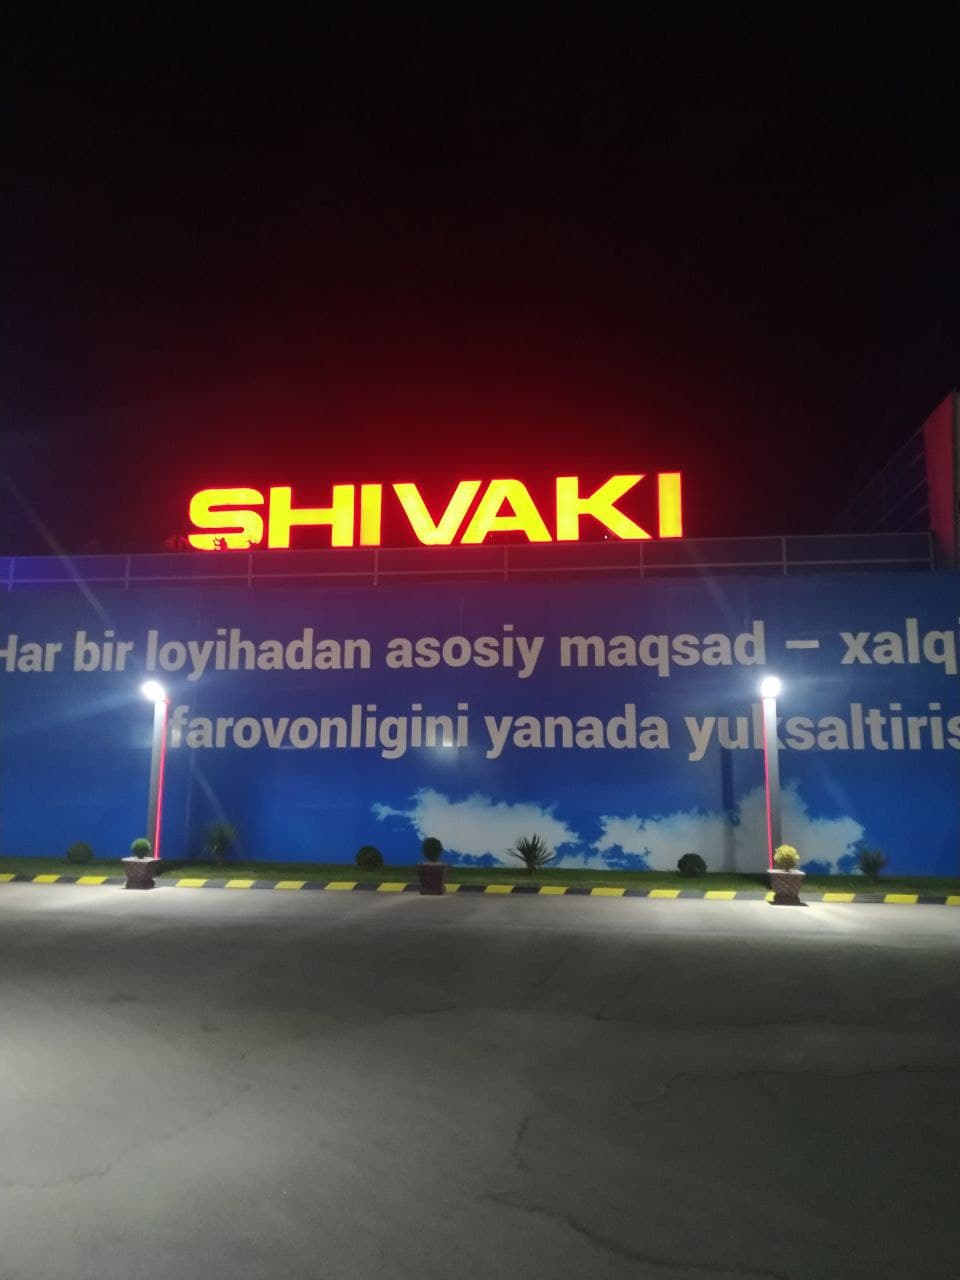 SHIVAKI
Har bir loyihadan asosiy maqsad – xalqi
farovonligini yanada yuksaltiris